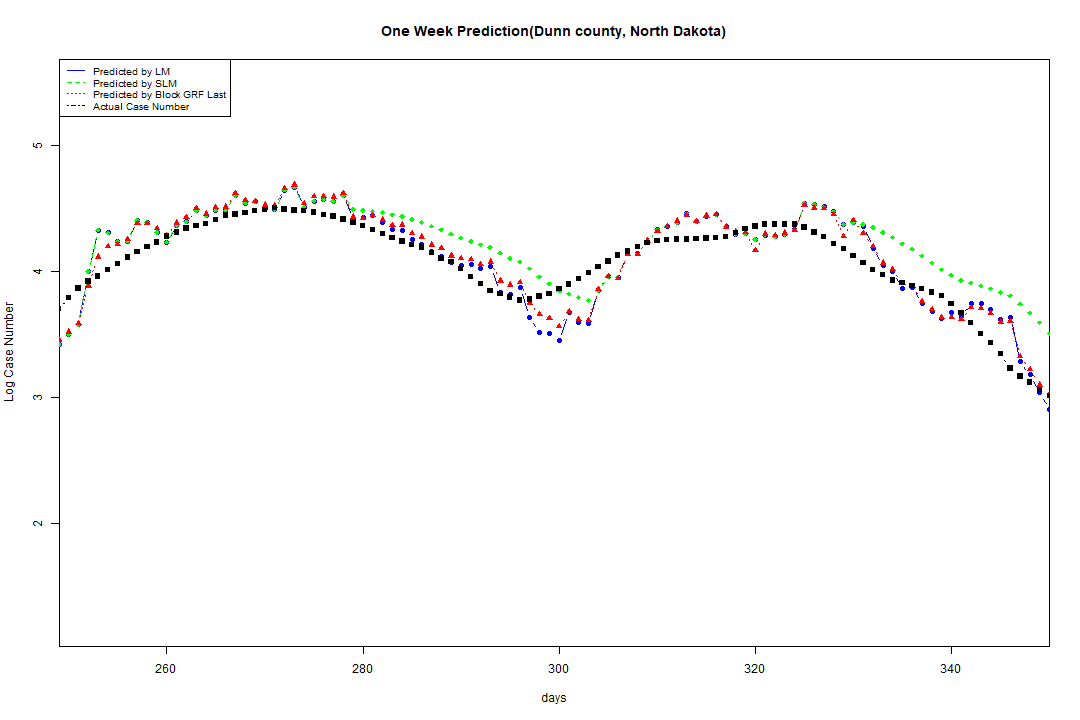 One Week Prediction(Dunn county, North Dakota)
Predicted by LM
Predicted by SLM
Predicted by Block GRF Last
Actual Case Number
5
4
3
2
Log Case Number
260 280 300 320 340
days